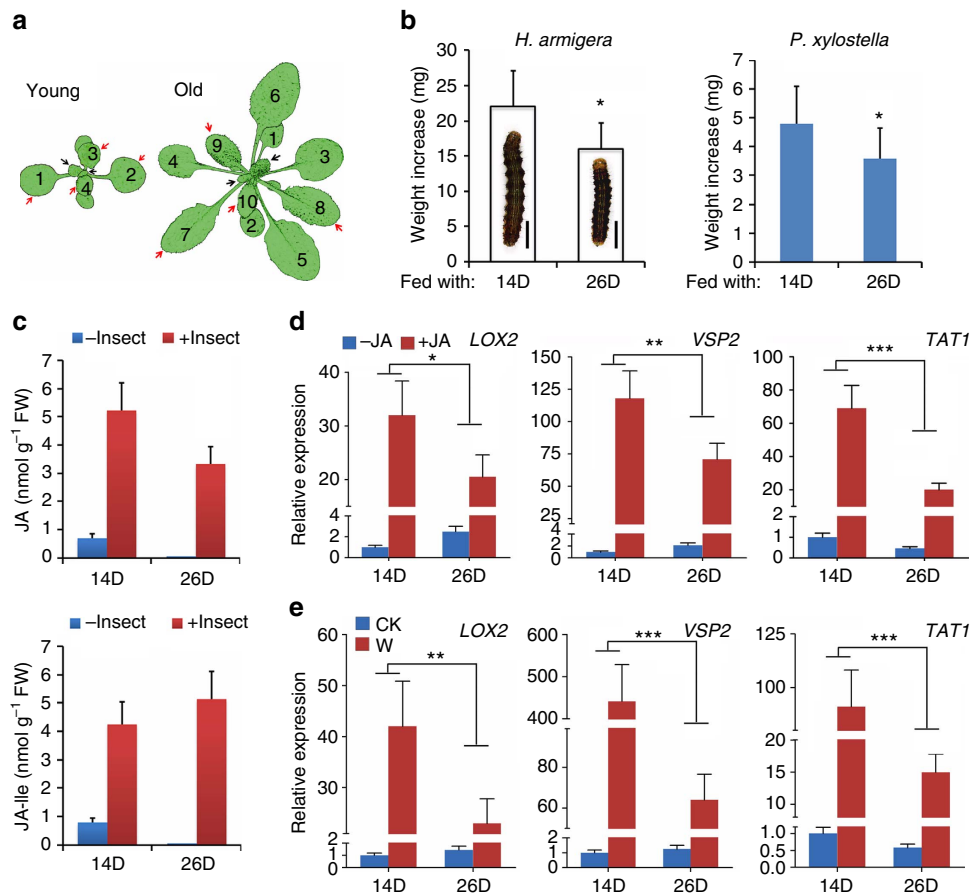 a
Young
Old
1
2
3
4
1
2
3
4
5
6
7
8
9
10
b
H. armigera
Weight increase (mg)
30
25
20
15
10
5
0
*
Fed with: 14D 26D
P. xylostella
Weight increase (mg)
7
6
5
4
3
2
1
0
*
Fed with: 14D 26D
c
–Insect +Insect
JA (nmol g⁻¹ FW)
7
6
5
4
3
2
1
0
14D 26D
–Insect +Insect
JA-Ile (nmol g⁻¹ FW)
7
6
5
4
3
2
1
0
14D 26D
d
–JA +JA
LOX2
Relative expression
40
30
20
4
2
0
*
14D 26D
VSP2
150
125
100
75
50
25
4
2
0
**
14D 26D
TAT1
100
80
60
40
20
2
1
0
***
14D 26D
e
CK
W
LOX2
Relative expression
60
50
40
30
2
1
0
**
14D 26D
VSP2
600
500
400
80
60
2
1
0
***
14D 26D
TAT1
125
100
20
15
10
1.0
0.5
0.0
***
14D 26D